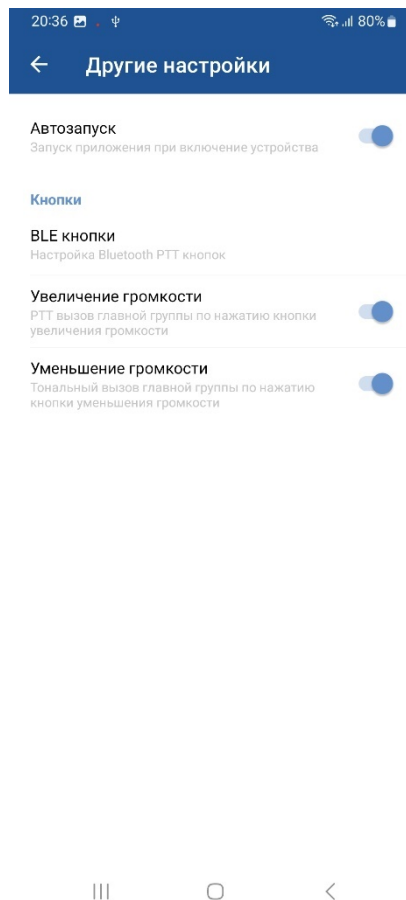 20:36 80%
Другие настройки
Автозапуск
Запуск приложения при включение устройства
Кнопки
BLE кнопки
Настройка Bluetooth PTT кнопок
Увеличение громкости
PTT вызов главной группы по нажатию кнопки
увеличения громкости
Уменьшение громкости
Тональный вызов главной группы по нажатию
кнопки уменьшения громкости